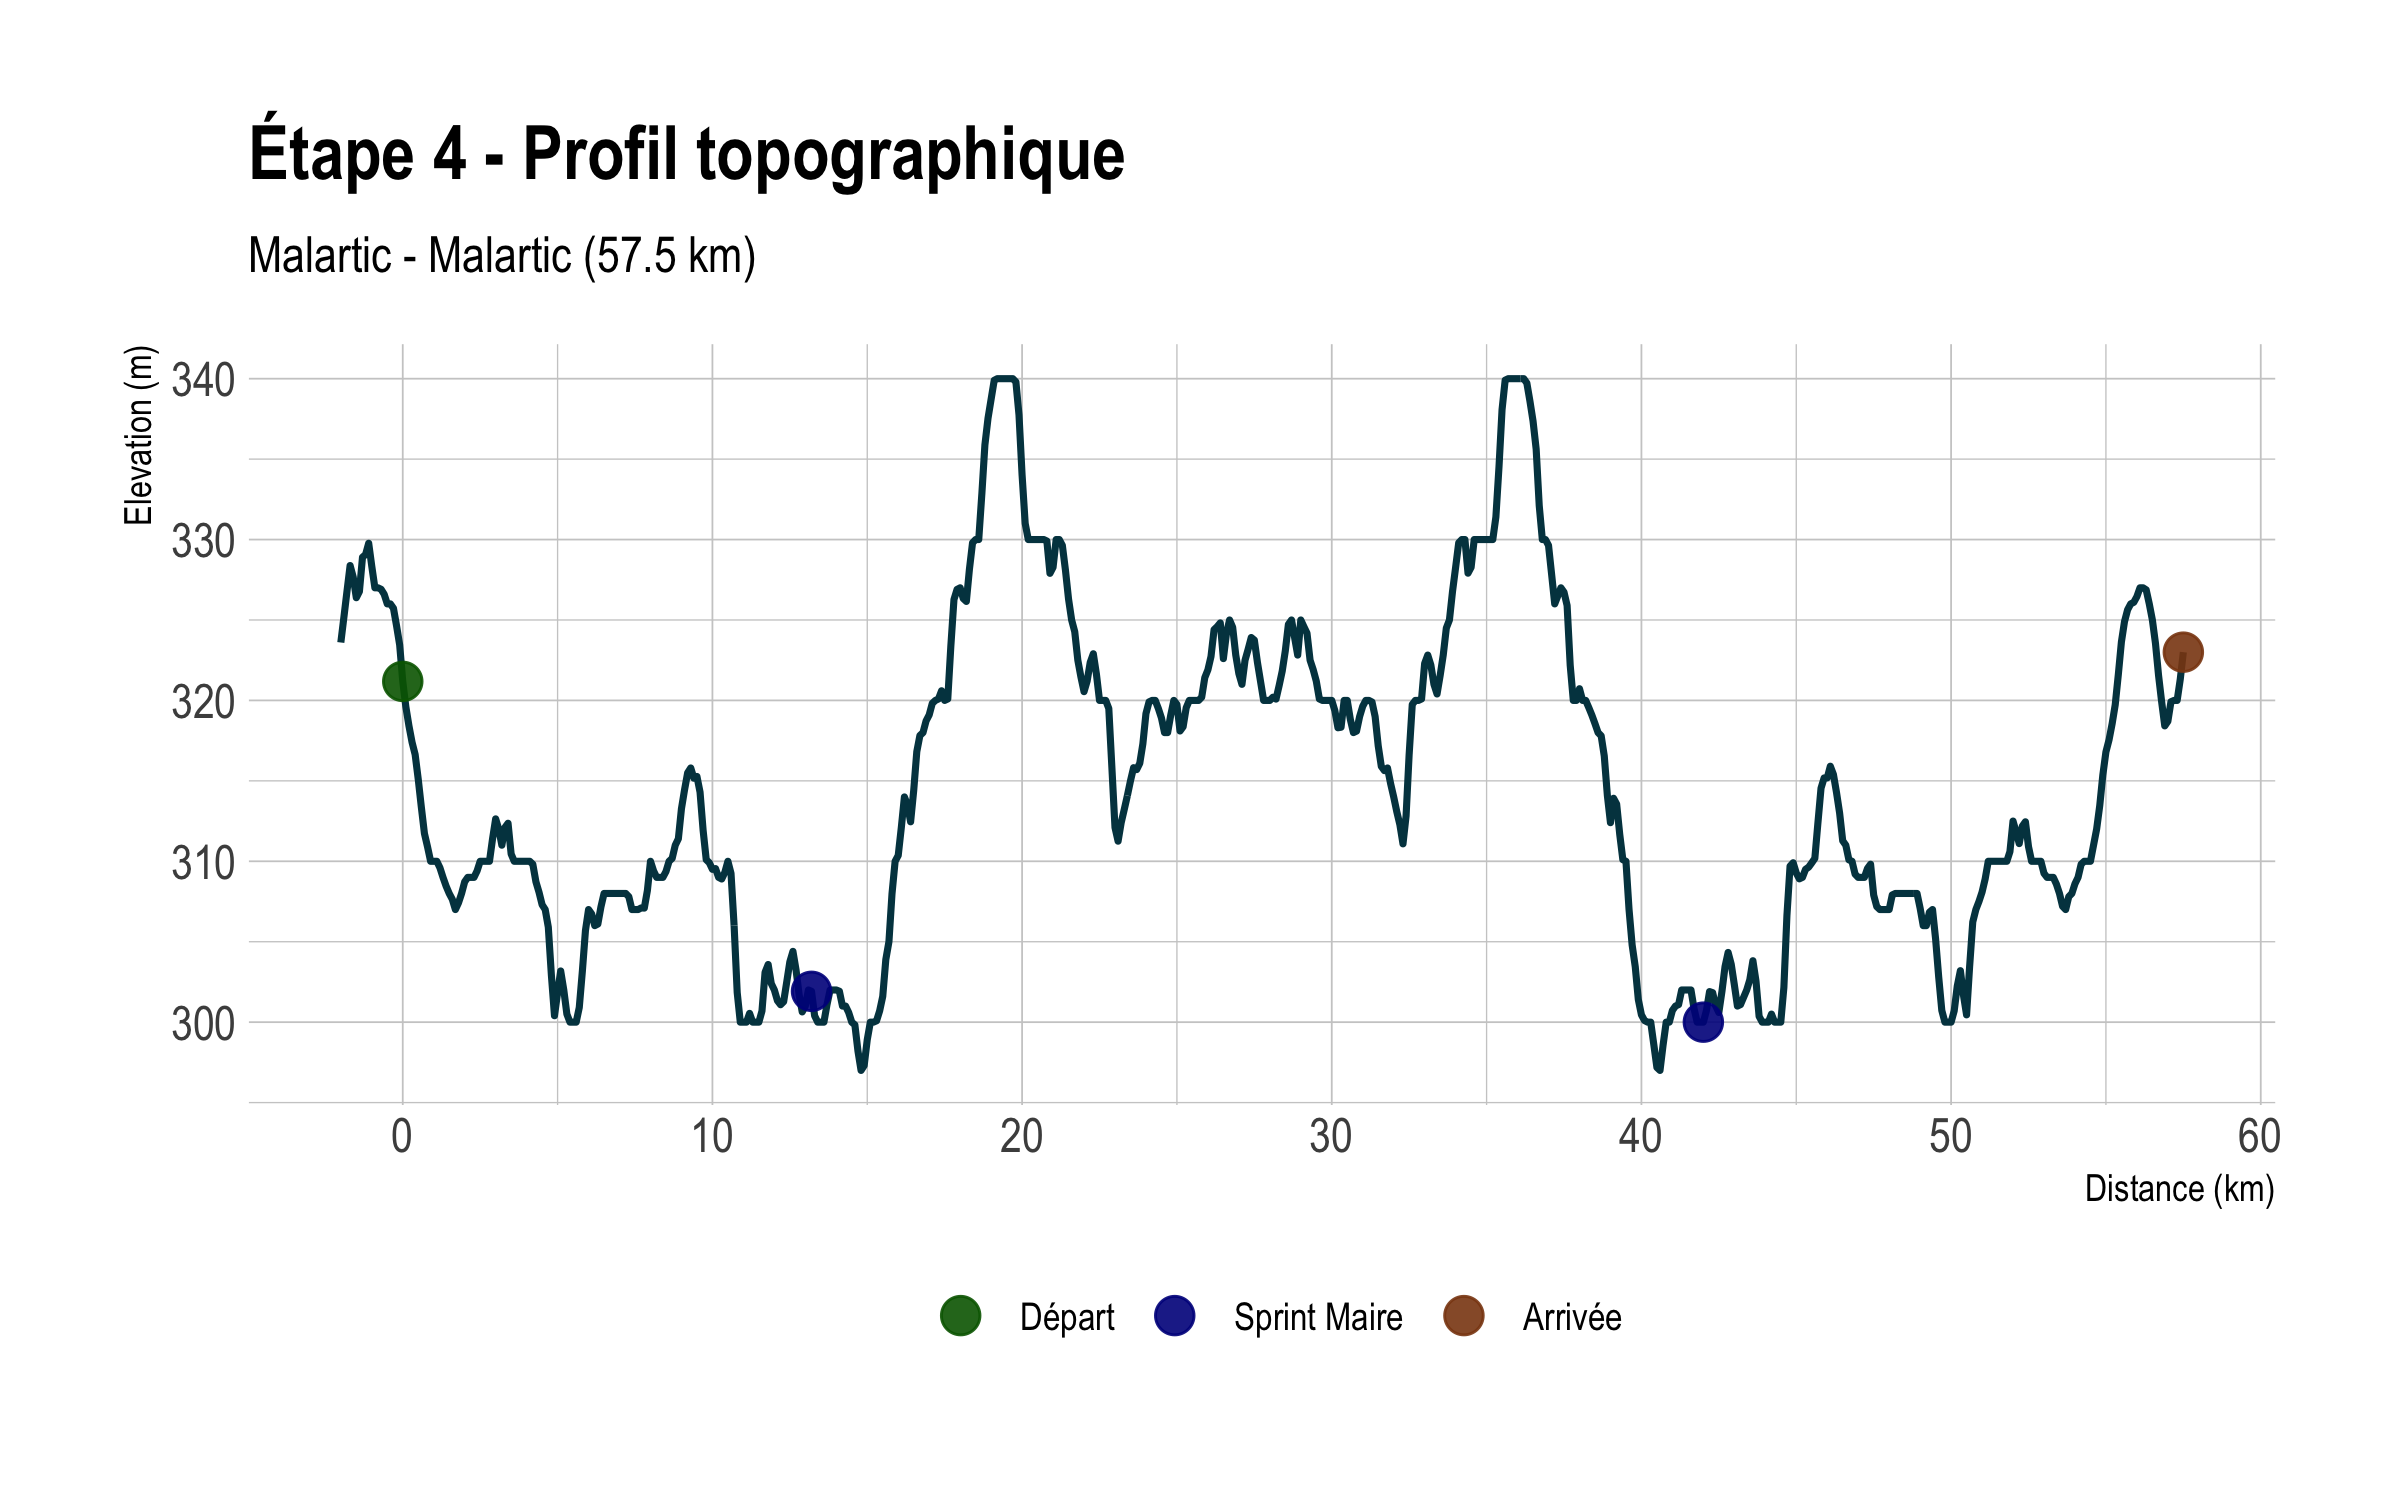 Étape 4 - Profil topographique
Malartic - Malartic (57.5 km)
Elevation (m)
340
330
320
310
300
0 10 20 30 40 50 60
Distance (km)
Départ Sprint Maire Arrivée